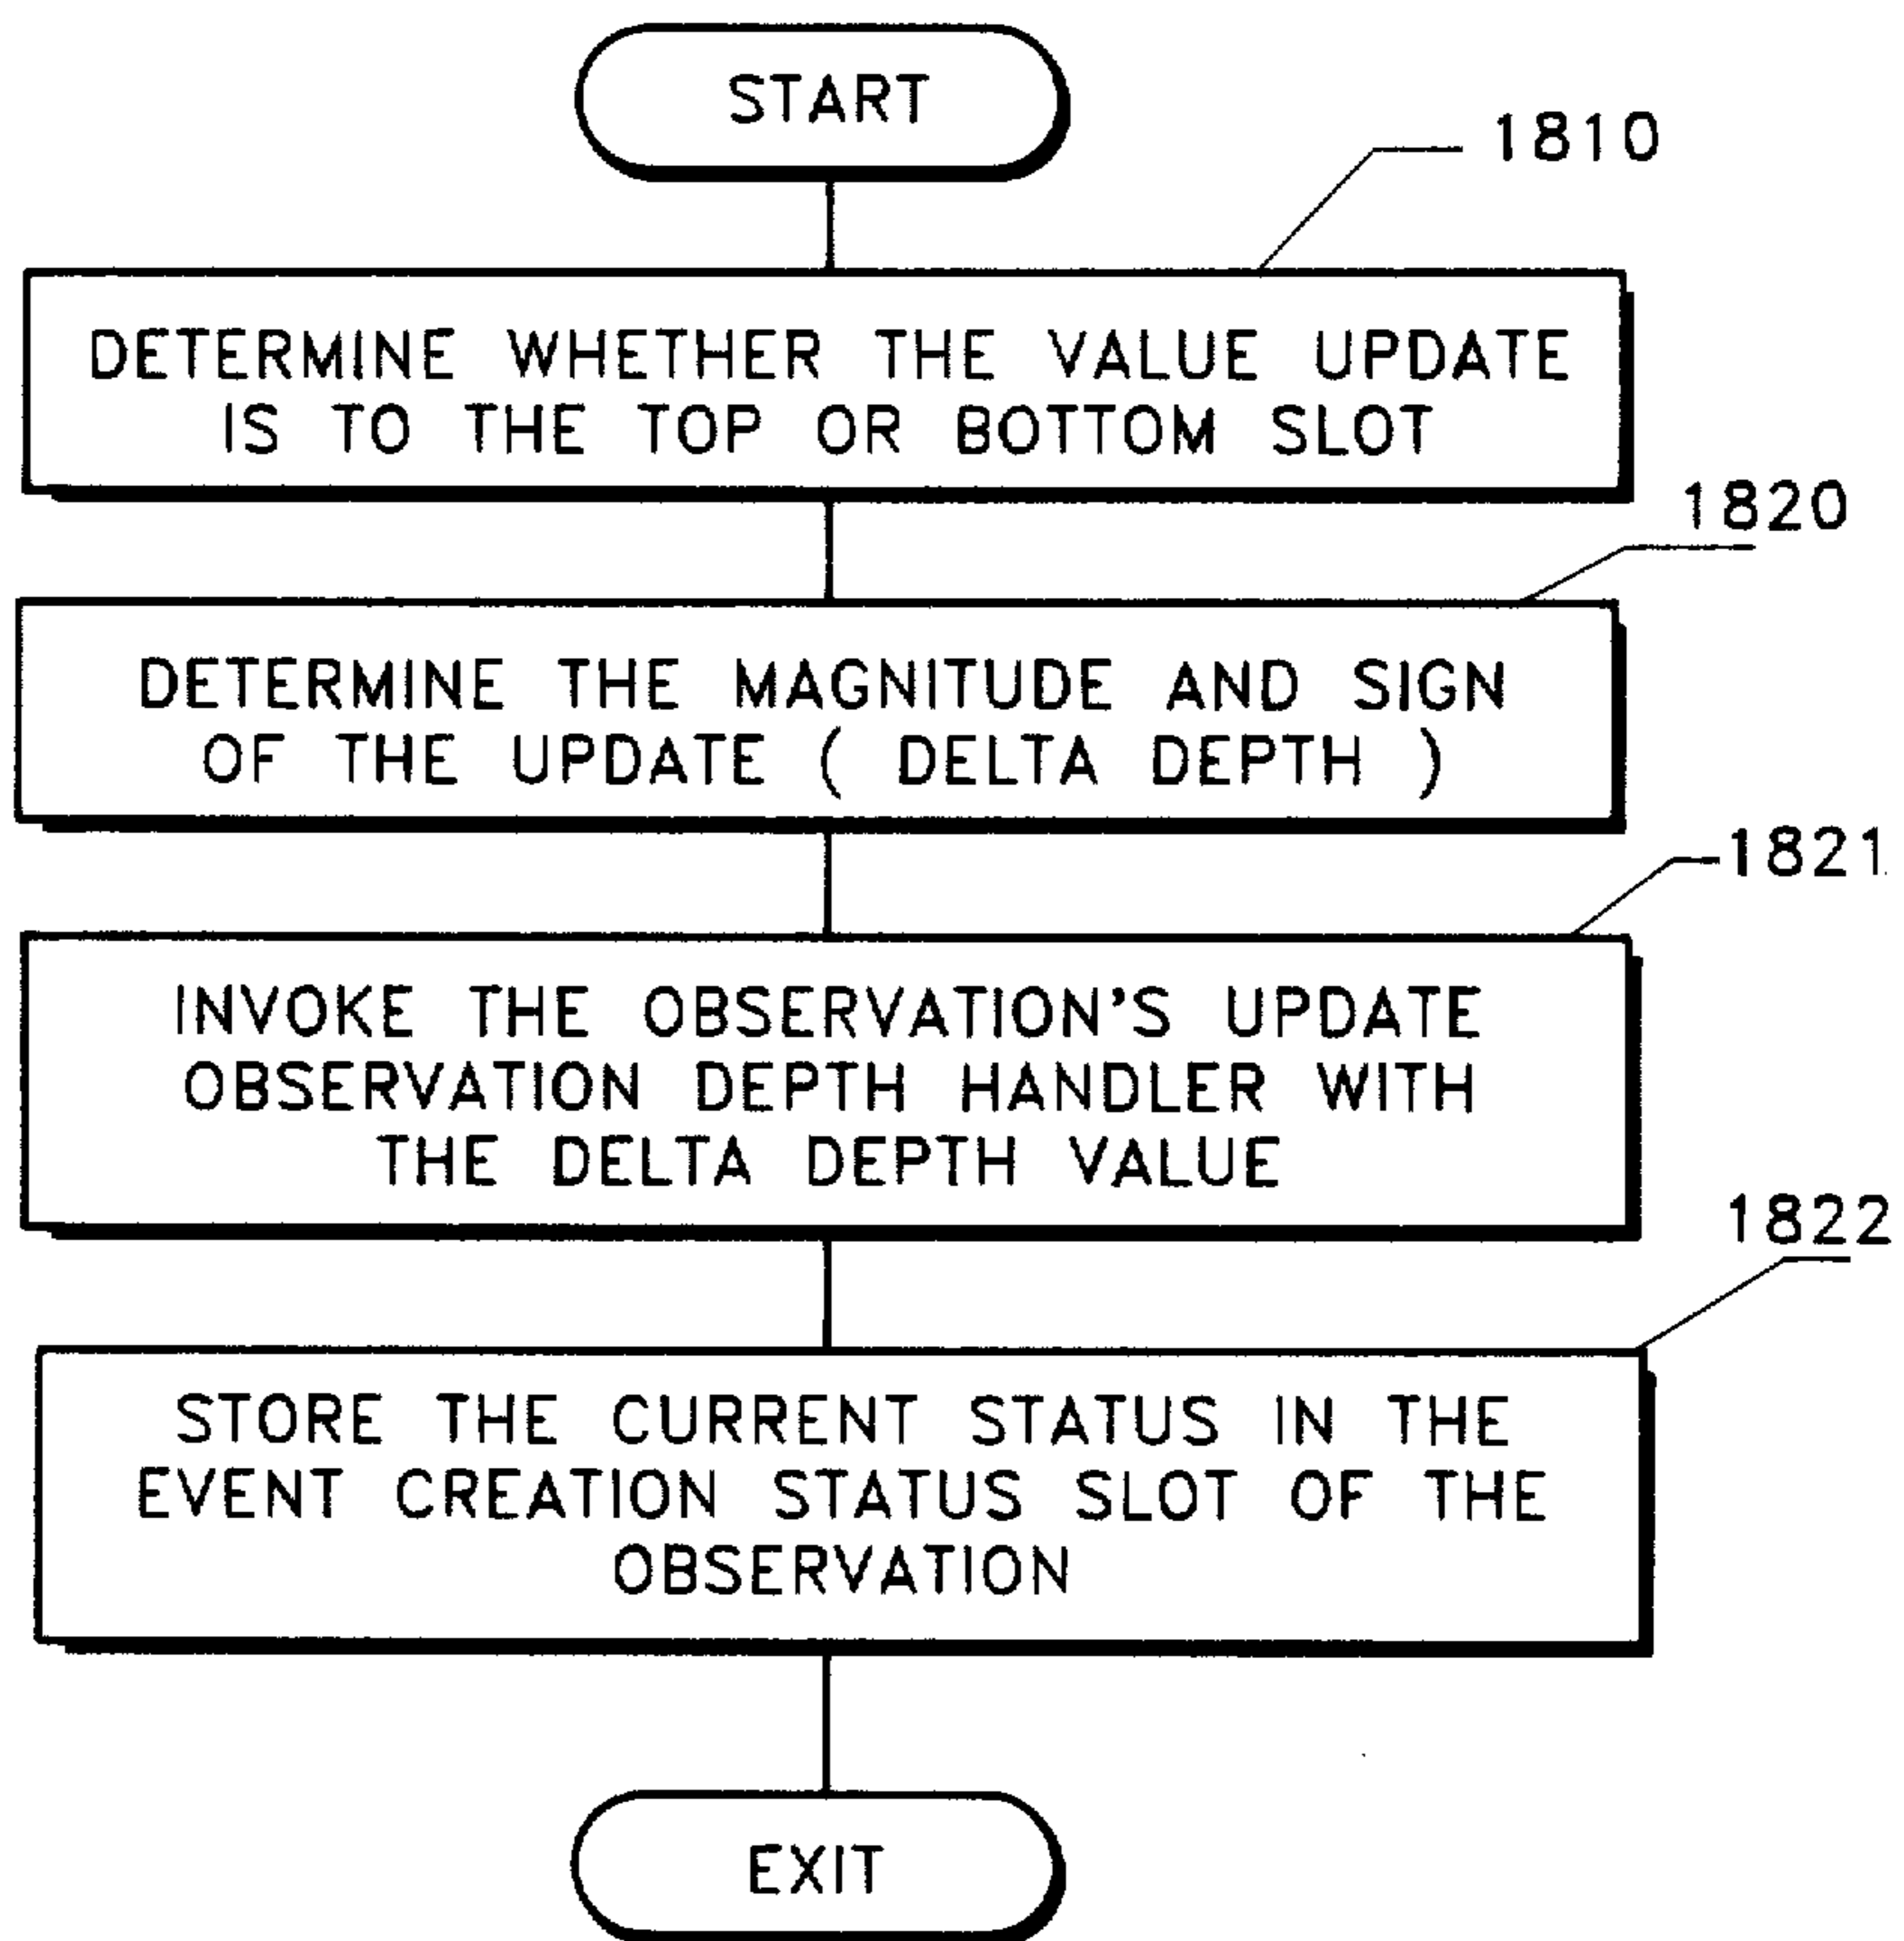 START
1810
DETERMINE WHETHER THE VALUE UPDATE
IS TO THE TOP OR BOTTOM SLOT
1820
DETERMINE THE MAGNITUDE AND SIGN
OF THE UPDATE ( DELTA DEPTH )
1821
INVOKE THE OBSERVATION'S UPDATE
OBSERVATION DEPTH HANDLER WITH
THE DELTA DEPTH VALUE
1822
STORE THE CURRENT STATUS IN THE
EVENT CREATION STATUS SLOT OF THE
OBSERVATION
EXIT